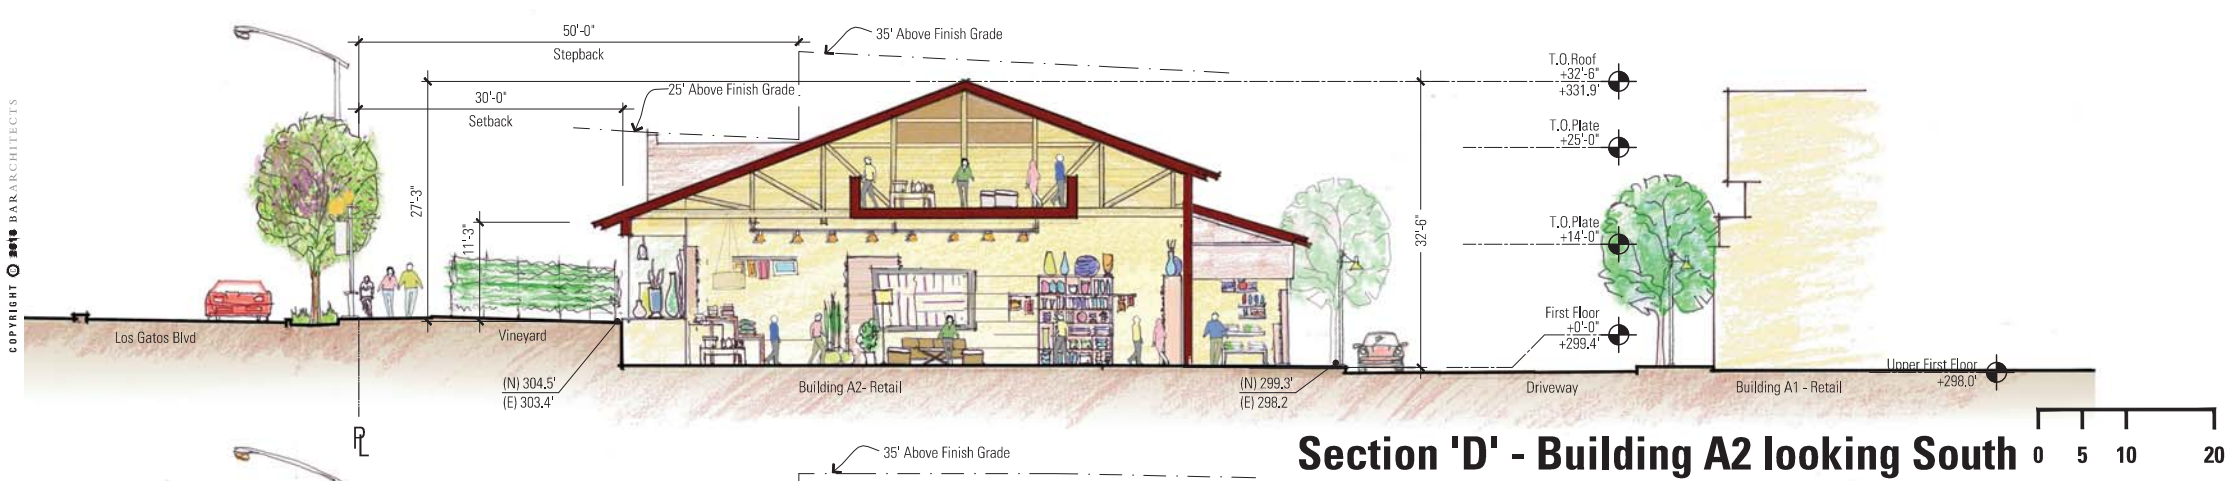 50'-0"
Stepback
35' Above Finish Grade
30'-0"
Setback
25' Above Finish Grade
T.O.Roof
+32'-6"
+331.9'
T.O.Plate
+25'-0"
T.O.Plate
+14'-0"
First Floor
+0'-0"
+299.4'
27'-3"
11'-3"
32'-6"
Los Gatos Blvd
Vineyard
(N) 304.5'
(E) 303.4'
Building A2- Retail
(N) 299.3'
(E) 298.2
Driveway
Building A1 - Retail
Upper First Floor
+298.0'
PL
35' Above Finish Grade
Section 'D' - Building A2 looking South
0 5 10 20
COPYRIGHT © BARARCHITECTS